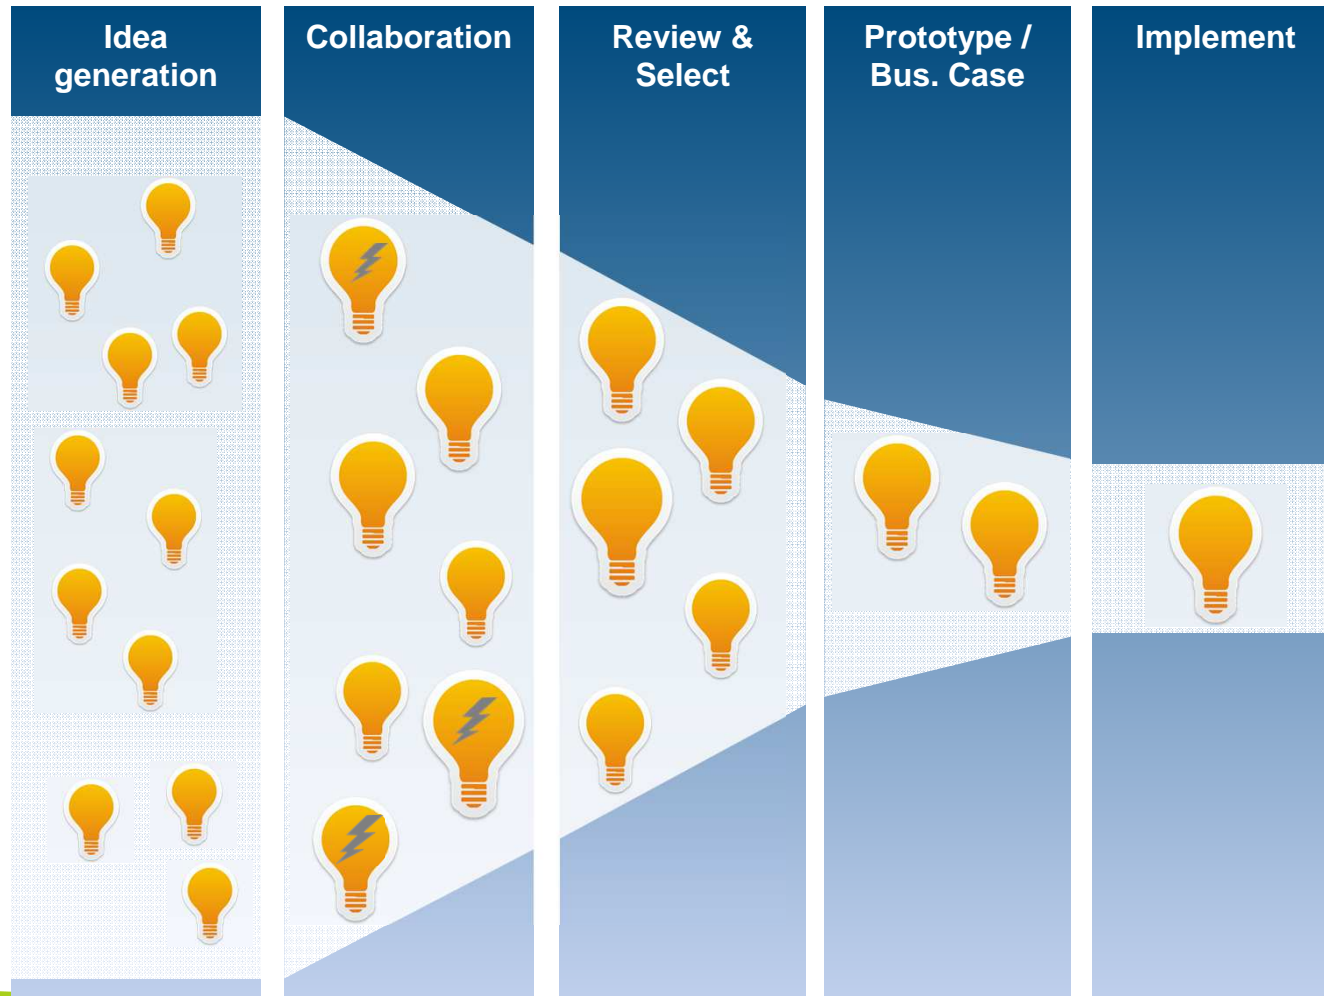 Idea
generation
Collaboration
Review &
Select
Prototype /
Bus. Case
Implement